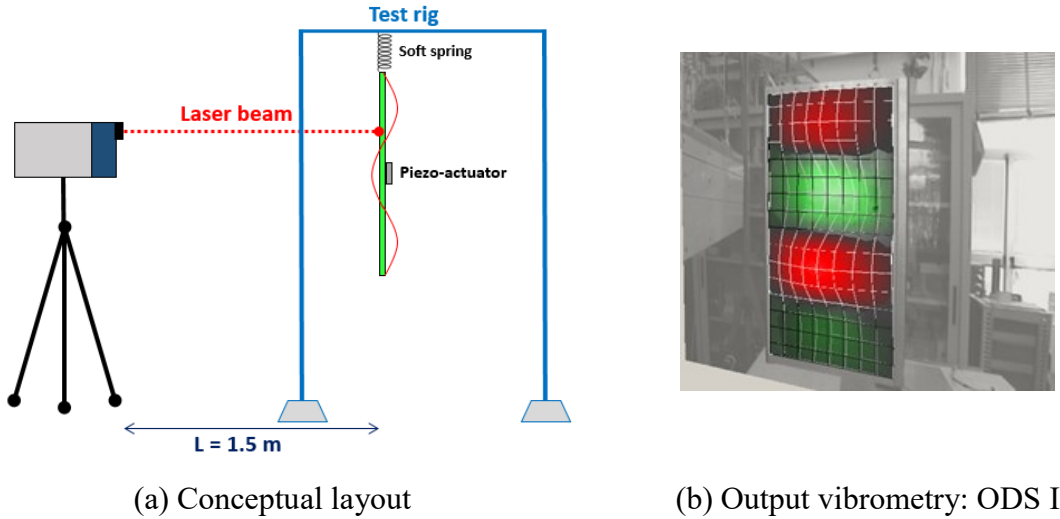 Test rig
Soft spring
Laser beam
Piezo-actuator
L = 1.5 m
(a) Conceptual layout
(b) Output vibrometry: ODS I